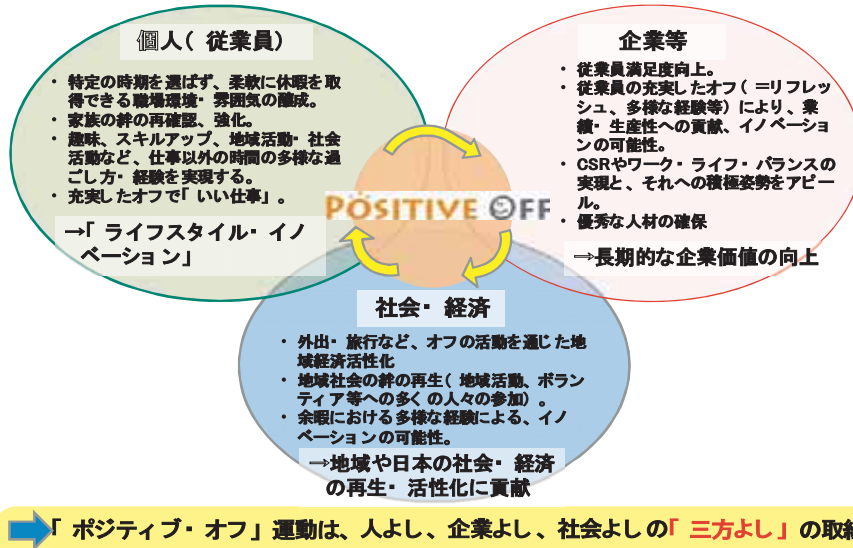 個人(従業員)
・ 特定の時期を選ばず、柔軟に休暇を取
得できる職場環境・雰囲気の醸成。
・ 家族の絆の再確認、強化。
・ 趣味、スキルアップ、地域活動・社会
活動など、仕事以外の時間の多様な過
ごし方・経験を実現する。
・ 充実したオフで「いい仕事」。
→「ライフスタイル・イノ
ベーション」
企業等
・ 従業員満足度向上。
・ 従業員の充実したオフ(=リフレッ
シュ、多様な経験等)により、業
績・生産性への貢献、イノベーショ
ンの可能性。
・ CSRやワーク・ライフ・バランスの
実現と、それへの積極姿勢をアピー
ル。
・ 優秀な人材の確保
⇒長期的な企業価値の向上
POSITIVE OFF
社会・経済
・ 外出・旅行など、オフの活動を通じた地
域経済活性化
・ 地域社会の絆の再生(地域活動、ボラン
ティア等への多くの人々の参加)。
・ 余暇における多様な経験による、イノ
ベーションの可能性。
⇒地域や日本の社会・経済
の再生・活性化に貢献
「ポジティブ・オフ」運動は、人よし、企業よし、社会よしの「三方よし」の取組